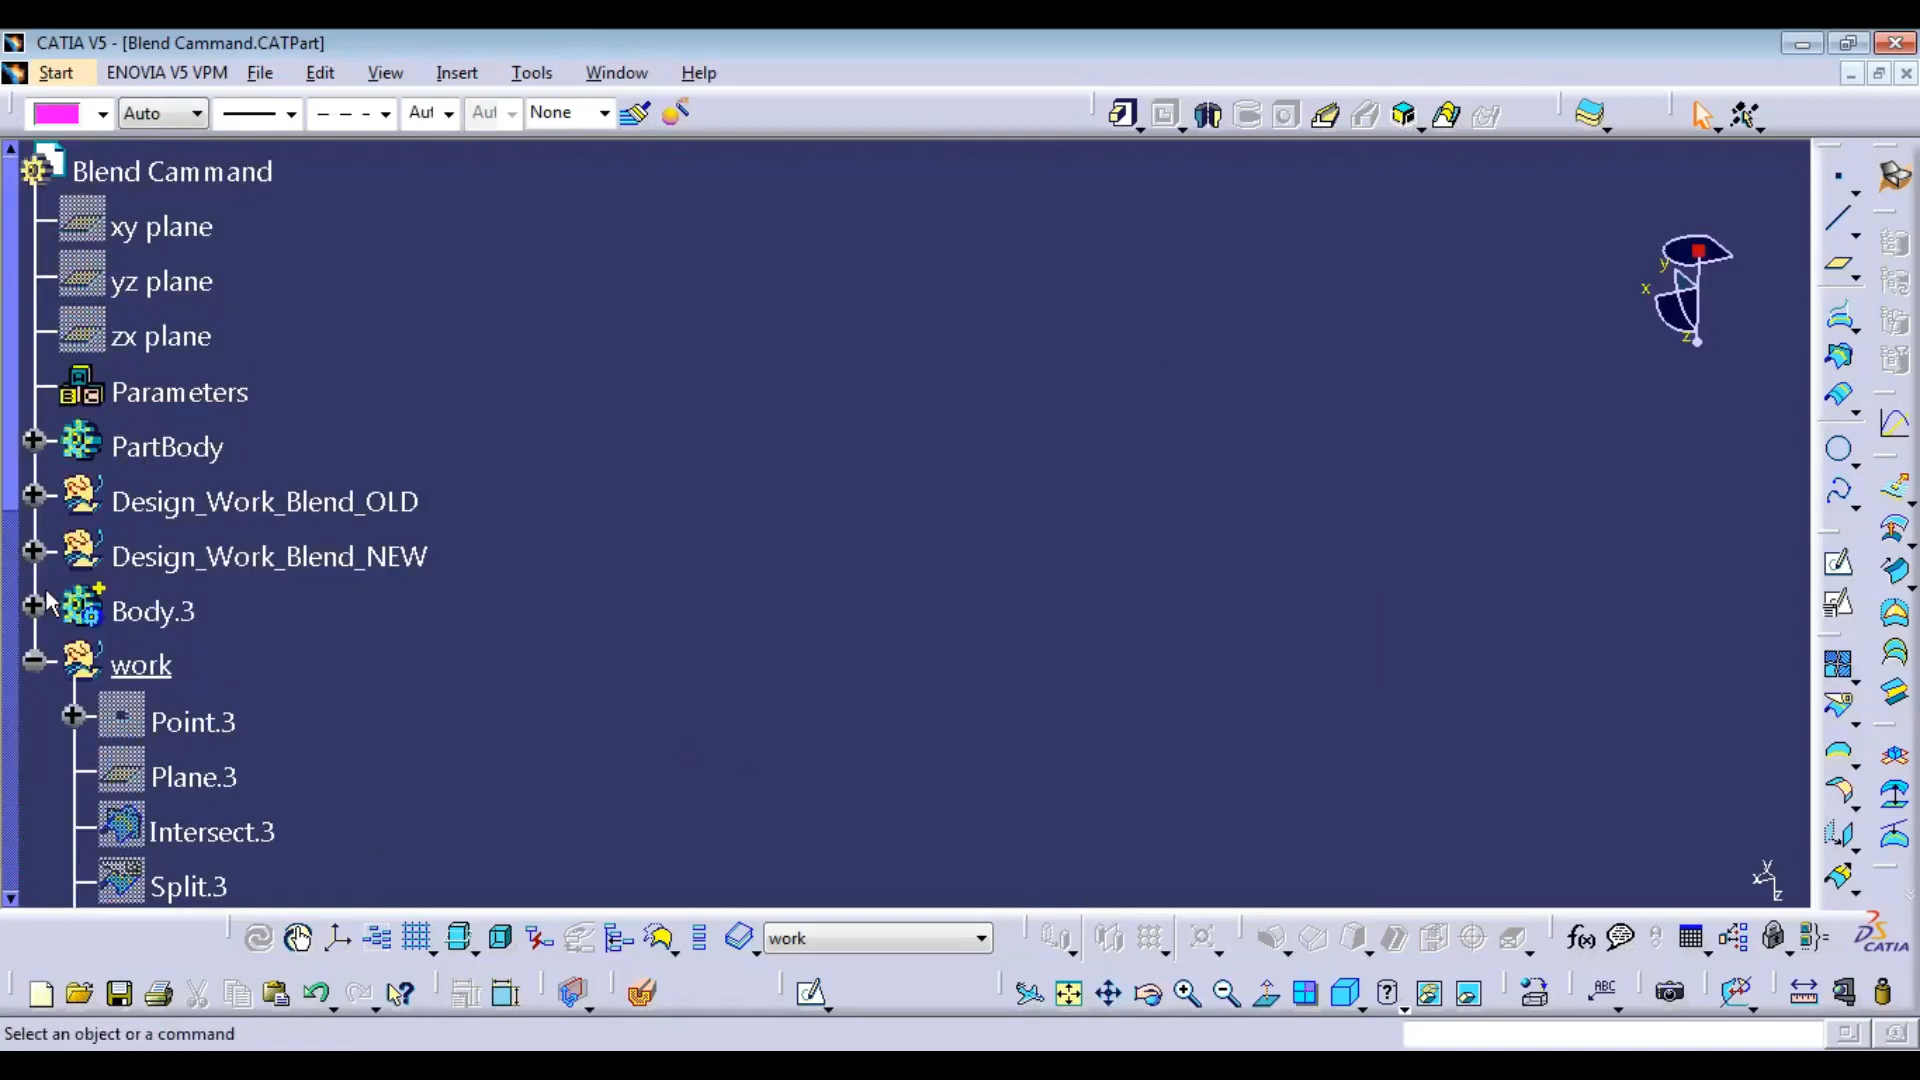 CATIA V5 - [Blend Cammand.CATPart]
Start ENOVIA V5 VPM File Edit View Insert Tools Window Help
Auto Aut Aut None
Blend Cammand
xy plane
yz plane
zx plane
Parameters
PartBody
Design_Work_Blend_OLD
Design_Work_Blend_NEW
Body.3
work
Point.3
Plane.3
Intersect.3
Split.3
y
x
z
y
x
z
work
f(x)
DS
CATIA
ABC
Select an object or a command